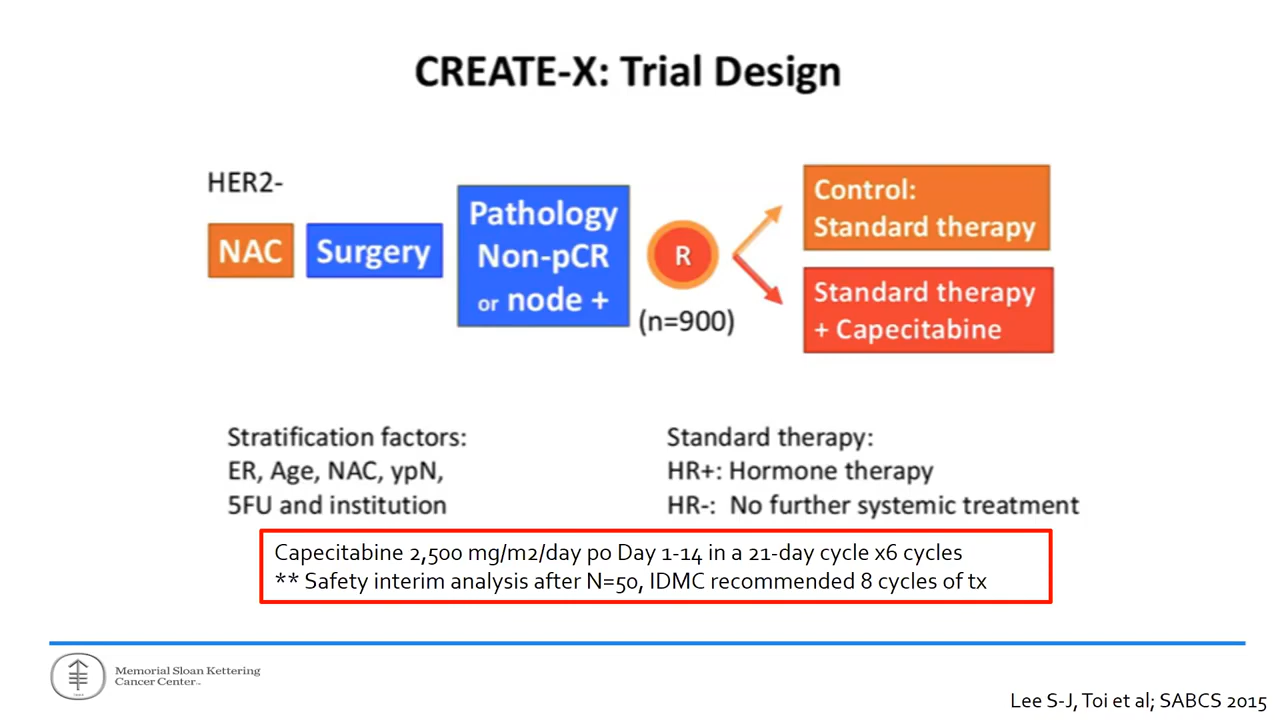 CREATE-X: Trial Design
HER2-
NAC
Surgery
Pathology
Non-pCR
or node +
R
(n=900)
Control:
Standard therapy
Standard therapy
+ Capecitabine
Stratification factors:
ER, Age, NAC, ypN,
5FU and institution
Standard therapy:
HR+: Hormone therapy
HR-: No further systemic treatment
Capecitabine 2,500 mg/m2/day po Day 1-14 in a 21-day cycle x6 cycles
** Safety interim analysis after N=50, IDMC recommended 8 cycles of tx
Memorial Sloan Kettering
Cancer Center™
Lee S-J, Toi et al; SABCS 2015